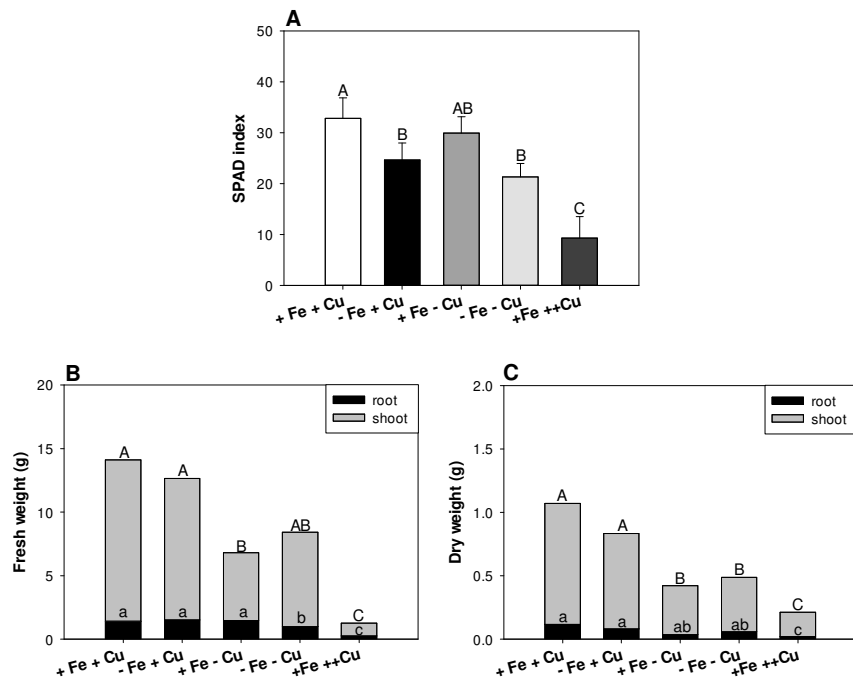 A
50
40
30
20
10
0
SPAD index
A
B
AB
B
C
+ Fe + Cu
- Fe + Cu
+ Fe - Cu
- Fe - Cu
+Fe ++Cu
B
20
15
10
5
0
Fresh weight (g)
root
shoot
A
A
B
AB
C
a
a
a
b
c
+ Fe + Cu
- Fe + Cu
+ Fe - Cu
- Fe - Cu
+Fe ++Cu
C
2.0
1.5
1.0
0.5
0.0
Dry weight (g)
root
shoot
A
A
B
B
C
a
a
ab
ab
c
+ Fe + Cu
- Fe + Cu
+ Fe - Cu
- Fe - Cu
+Fe ++Cu